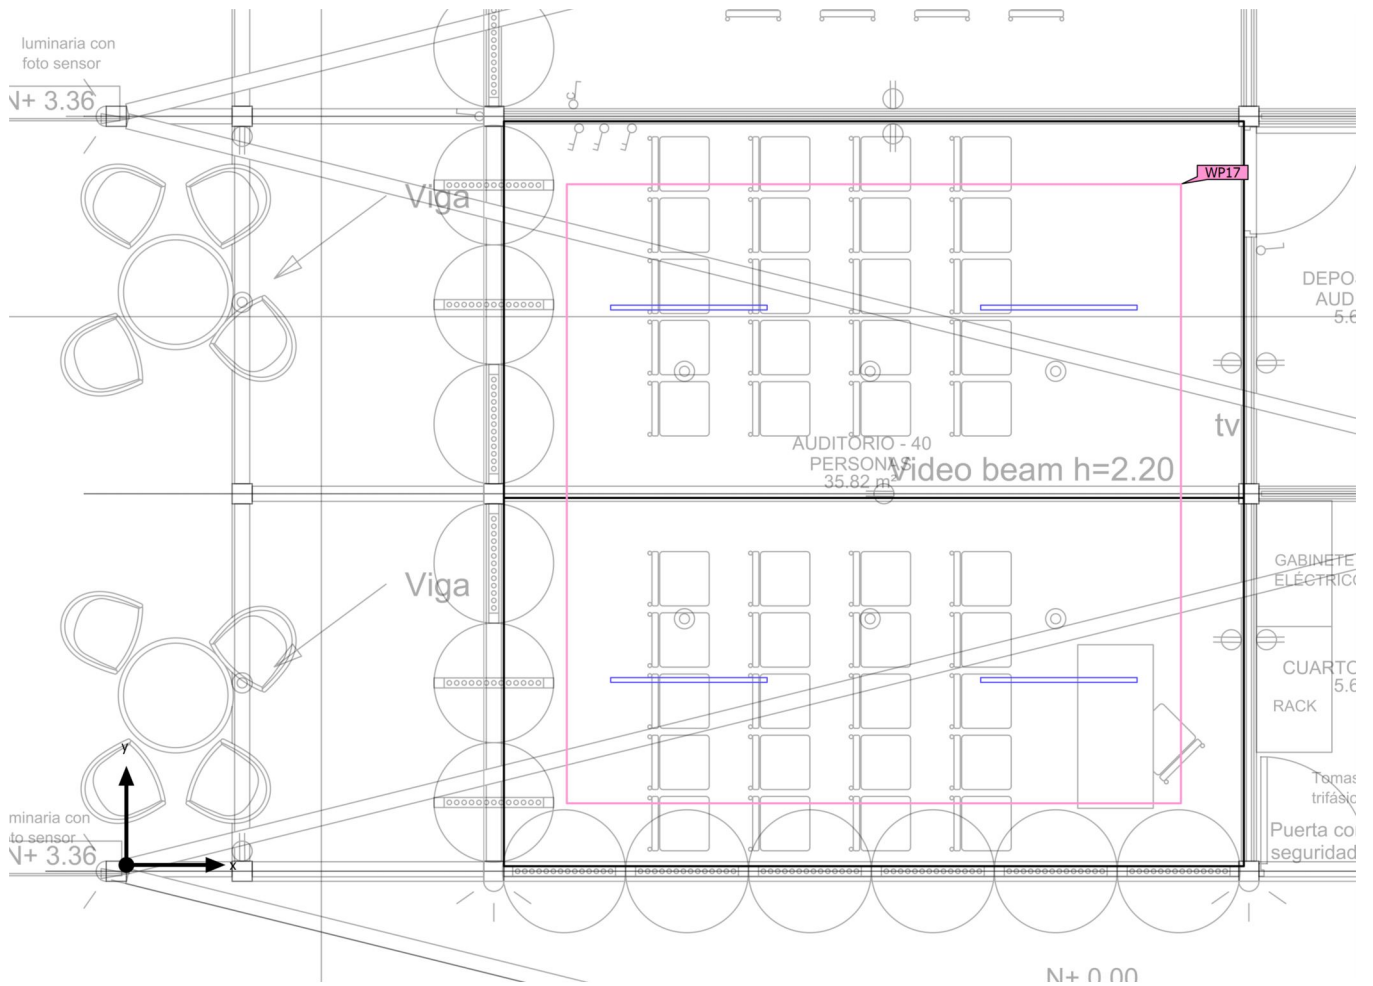 luminaria con
foto sensor
N+ 3.36
Viga
WP17
DEPO
AUD
5.6
tv
AUDITORIO - 40
PERSONAS
35.82 m²
Video beam h=2.20
Viga
GABINETE
ELÉCTRICO
CUARTO
5.6
RACK
y
x
Tomas
trifásic
minaria con
to sensor
N+ 3.36
Puerta co
seguridad
N+ 0.00